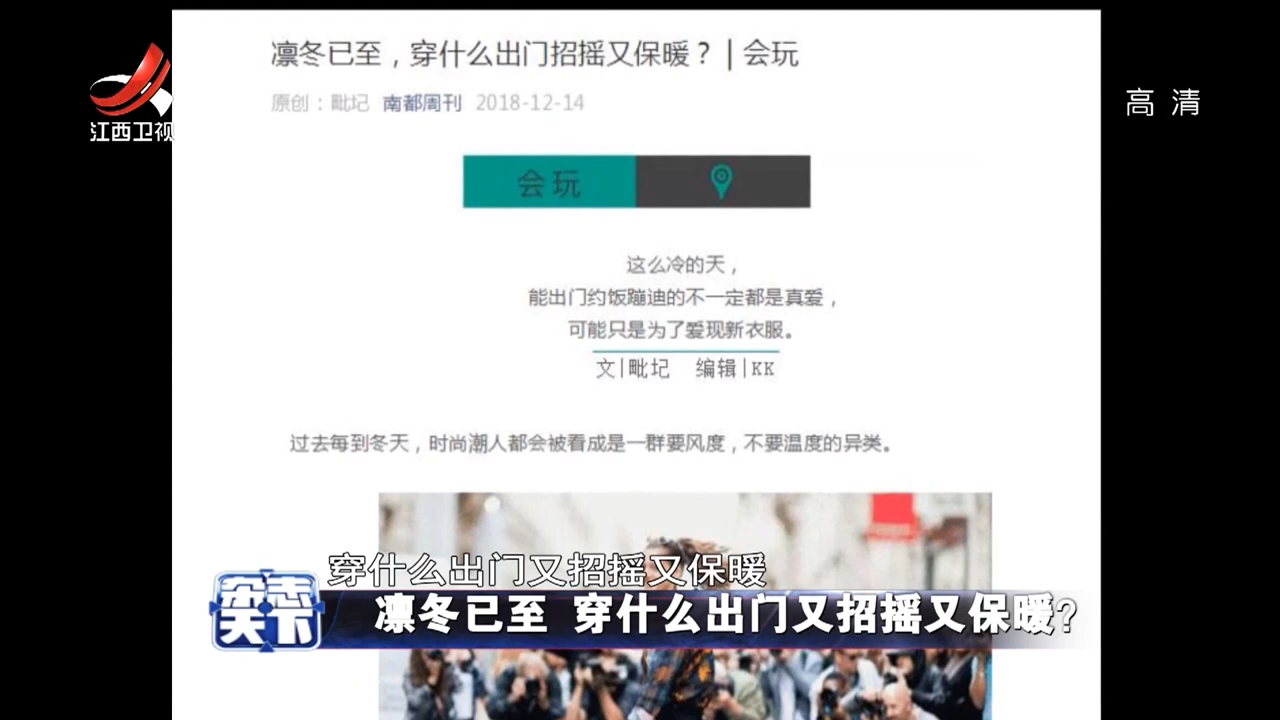 凛冬已至，穿什么出门招摇又保暖？ | 会玩
江西卫视
高清
原创：毗圮 南都周刊 2018-12-14
会玩
这么冷的天，
能出门约饭蹦迪的不一定都是真爱，
可能只是为了爱现新衣服。
文|毗圮 编辑|KK
过去每到冬天，时尚潮人都会被看成是一群要风度，不要温度的异类。
穿什么出门又招摇又保暖
杂志天下
凛冬已至 穿什么出门又招摇又保暖?